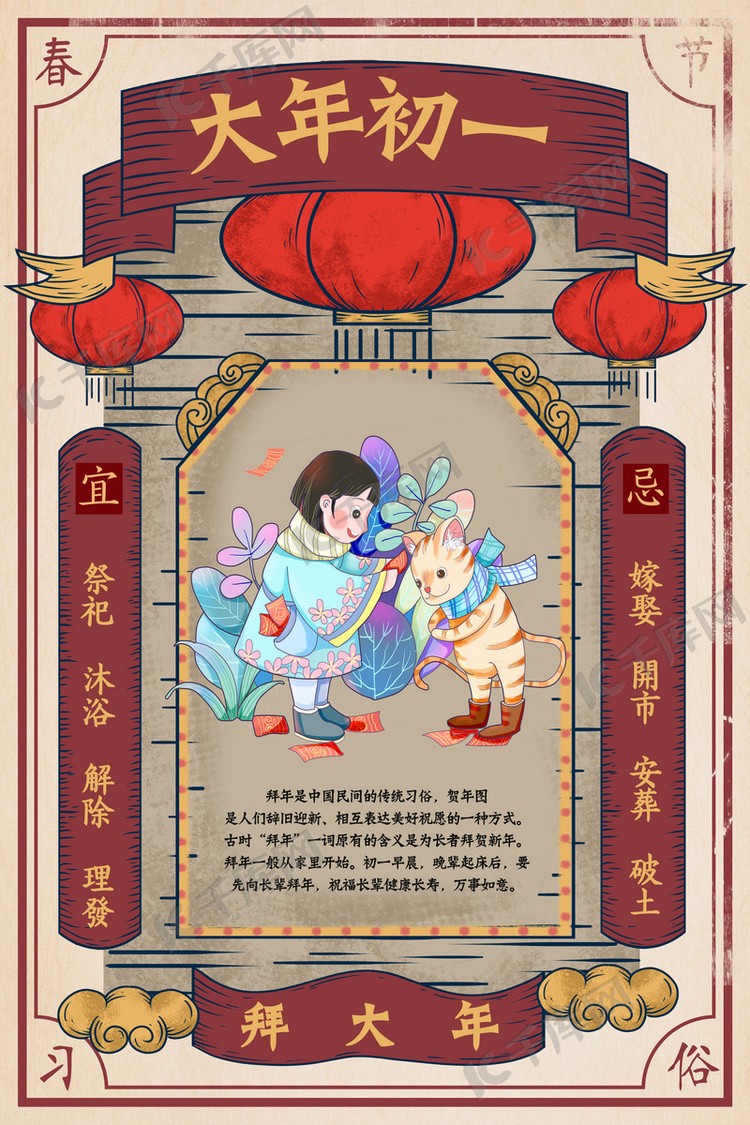 春 节
大年初一
宜
祭祀
沐浴
解除
理發
忌
嫁娶
開市
安葬
破土
拜年是中国民间的传统习俗，贺年图
是人们辞旧迎新、相互表达美好祝愿的一种方式。
古时“拜年”一词原有的含义是为长者拜贺新年。
拜年一般从家里开始。初一早晨，晚辈起床后，要
先向长辈拜年，祝福长辈健康长寿，万事如意。
拜大年
习 俗
千库网